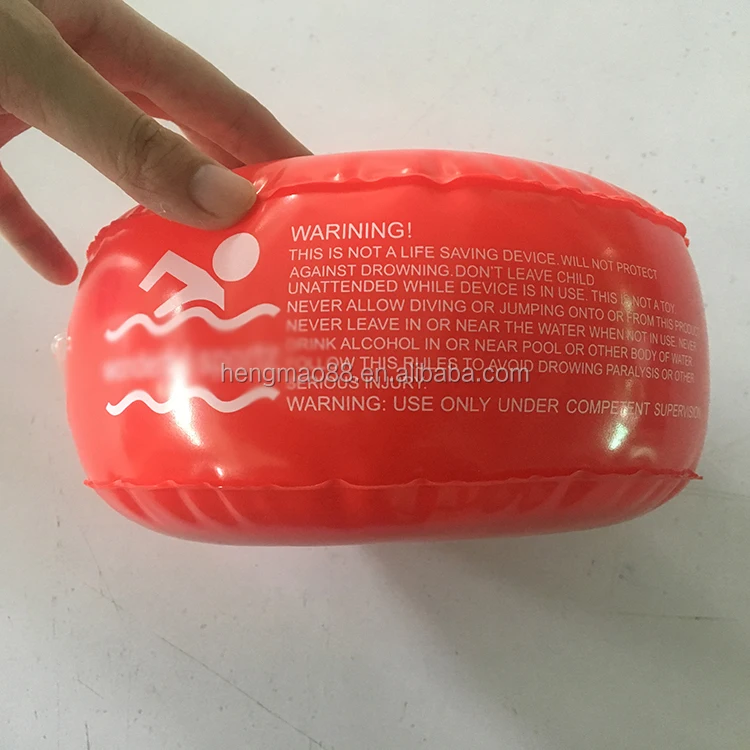 WARINING!
THIS IS NOT A LIFE SAVING DEVICE.WILL NOT PROTECT
AGAINST DROWNING.DON'T LEAVE CHILD
UNATTENDED WHILE DEVICE IS IN USE. THIS IS NOT A TOY.
NEVER ALLOW DIVING OR JUMPING ONTO OR FROM THIS PRODUCT
NEVER LEAVE IN OR NEAR THE WATER WHEN NOT IN USE. NEVER
DRINK ALCOHOL IN OR NEAR POOL OR OTHER BODY OF WATER
FOLLOW THIS RULES TO AVOID DROWING PARALYSIS OR OTHER
hengmao88.en.alibaba.com
SERIOUS INJURY.
WARNING: USE ONLY UNDER COMPETENT SUPERVISION